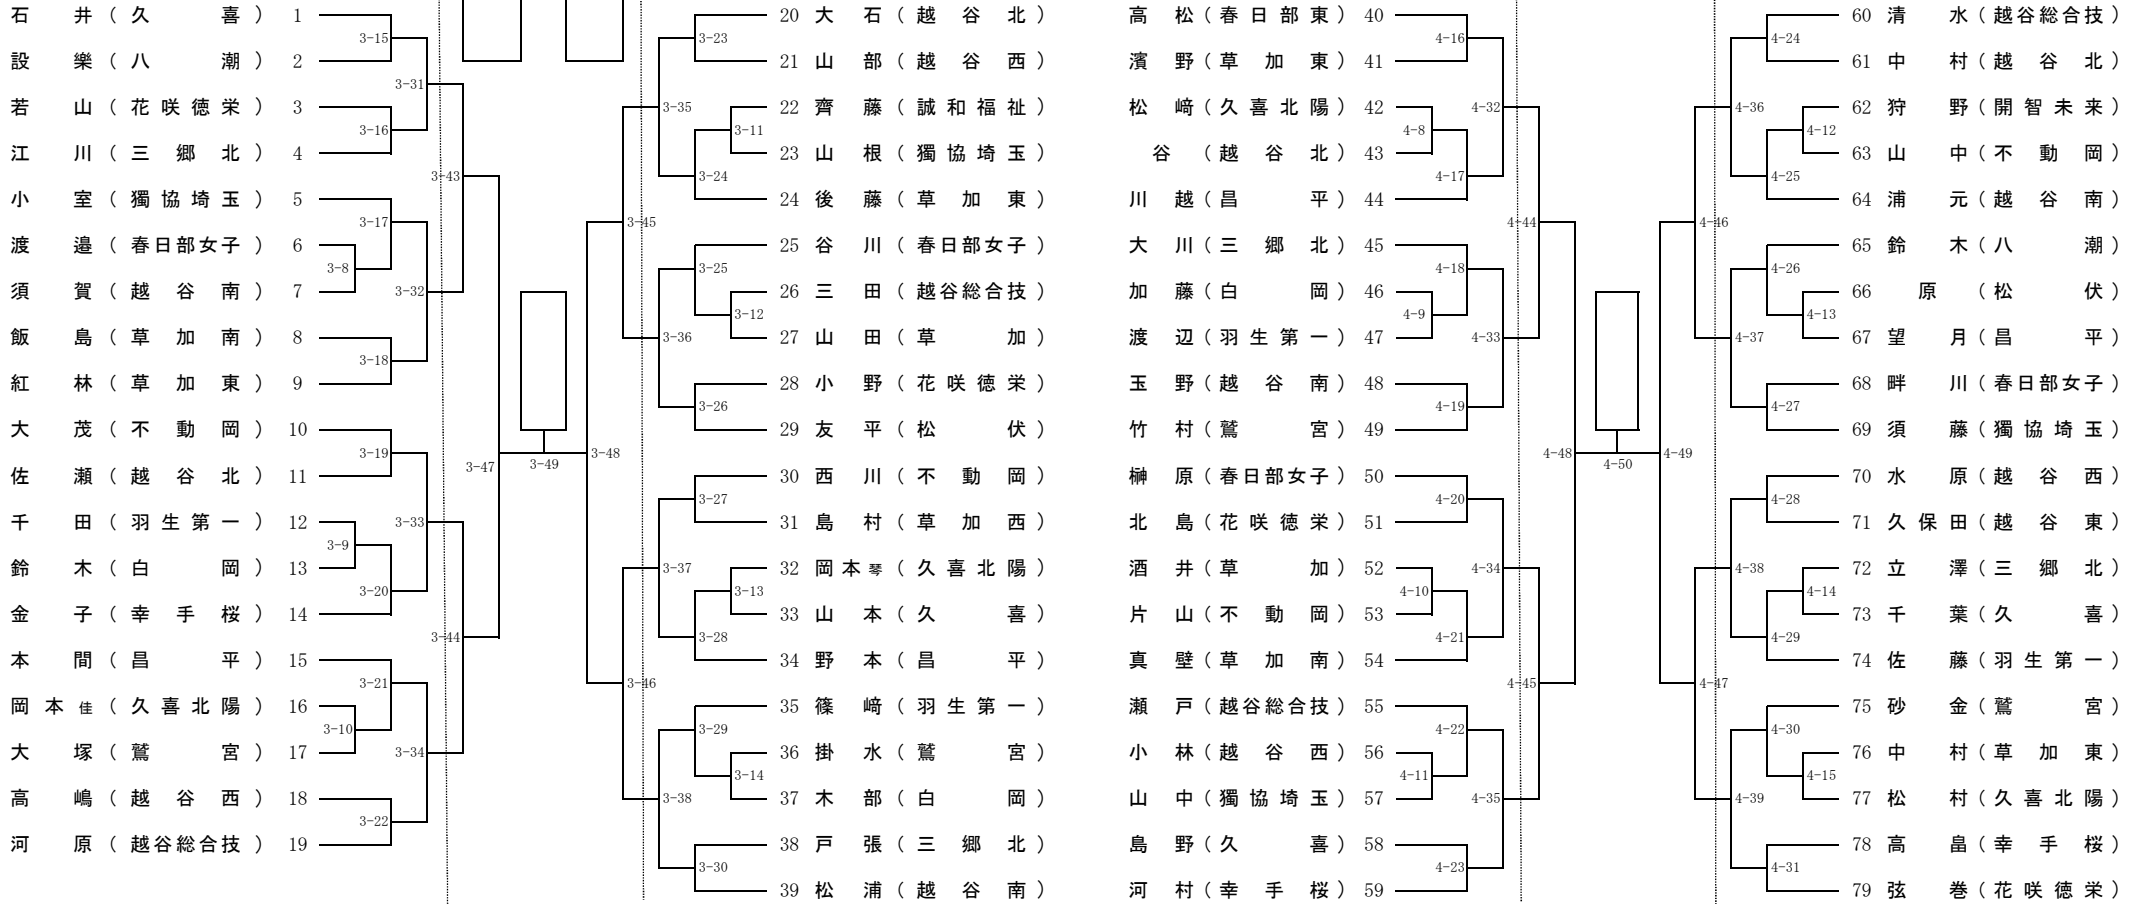 石井（久喜）1
設樂（八潮）2
若山（花咲徳栄）3
江川（三郷北）4
小室（獨協埼玉）5
渡邉（春日部女子）6
須賀（越谷南）7
飯島（草加南）8
紅林（草加東）9
大茂（不動岡）10
佐瀬（越谷北）11
千田（羽生第一）12
鈴木（白岡）13
金子（幸手桜）14
本間（昌平）15
岡本佳（久喜北陽）16
大塚（鷲宮）17
高嶋（越谷西）18
河原（越谷総合技）19
3-15
3-16
3-17
3-8
3-18
3-19
3-9
3-20
3-21
3-10
3-22
3-31
3-32
3-33
3-34
3-43
3-44
3-47
3-49
3-48
3-45
3-46
3-35
3-36
3-37
3-38
3-23
3-11
3-24
3-25
3-12
3-26
3-27
3-13
3-28
3-29
3-14
3-30
20 大石（越谷北）
21 山部（越谷西）
22 齊藤（誠和福祉）
23 山根（獨協埼玉）
24 後藤（草加東）
25 谷川（春日部女子）
26 三田（越谷総合技）
27 山田（草加）
28 小野（花咲徳栄）
29 友平（松伏）
30 西川（不動岡）
31 島村（草加西）
32 岡本琴（久喜北陽）
33 山本（久喜）
34 野本（昌平）
35 篠﨑（羽生第一）
36 掛水（鷲宮）
37 木部（白岡）
38 戸張（三郷北）
39 松浦（越谷南）
高松（春日部東）40
濱野（草加東）41
松﨑（久喜北陽）42
谷（越谷北）43
川越（昌平）44
大川（三郷北）45
加藤（白岡）46
渡辺（羽生第一）47
玉野（越谷南）48
竹村（鷲宮）49
榊原（春日部女子）50
北島（花咲徳栄）51
酒井（草加）52
片山（不動岡）53
真壁（草加南）54
瀬戸（越谷総合技）55
小林（越谷西）56
山中（獨協埼玉）57
島野（久喜）58
河村（幸手桜）59
4-16
4-8
4-17
4-18
4-9
4-19
4-20
4-10
4-21
4-22
4-11
4-23
4-32
4-33
4-34
4-35
4-44
4-45
4-48
4-50
4-49
4-46
4-47
4-36
4-37
4-38
4-39
4-24
4-12
4-25
4-26
4-13
4-27
4-28
4-14
4-29
4-30
4-15
4-31
60 清水（越谷総合技）
61 中村（越谷北）
62 狩野（開智未来）
63 山中（不動岡）
64 浦元（越谷南）
65 鈴木（八潮）
66 原（松伏）
67 望月（昌平）
68 畔川（春日部女子）
69 須藤（獨協埼玉）
70 水原（越谷西）
71 久保田（越谷東）
72 立澤（三郷北）
73 千葉（久喜）
74 佐藤（羽生第一）
75 砂金（鷲宮）
76 中村（草加東）
77 松村（久喜北陽）
78 高畠（幸手桜）
79 弦巻（花咲徳栄）